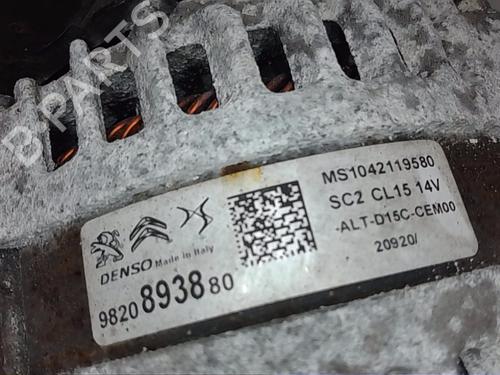 B PARTS
MS1042119580
SC2 CL15 14V
-ALT-D15C-CEM00
20920/
DENSO Made in Italy
9820893880